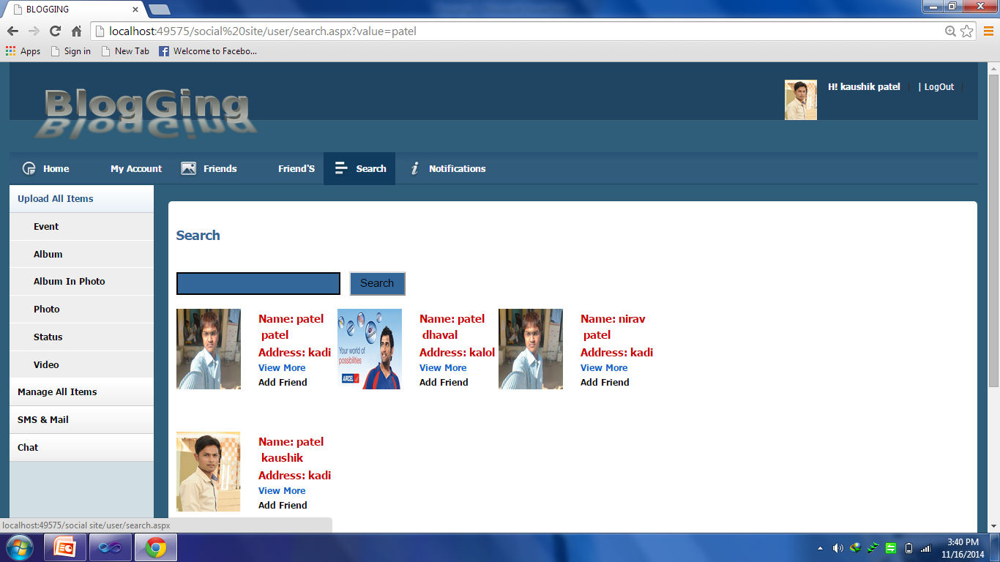 BLOGGING
localhost:49575/social%20site/user/search.aspx?value=patel
Apps Sign in New Tab Welcome to Facebo...
BlogGing
H! kaushik patel | | LogOut |
Home My Account Friends Friend'S Search Notifications
Upload All Items
Event
Album
Album In Photo
Photo
Status
Video
Manage All Items
SMS & Mail
Chat
Search
Search
Name: patel
patel
Address: kadi
View More
Add Friend
Your world of
possibilities
AIRCEL
Name: patel
dhaval
Address: kalol
View More
Add Friend
Name: nirav
patel
Address: kadi
View More
Add Friend
Name: patel
kaushik
Address: kadi
View More
Add Friend
localhost:49575/social site/user/search.aspx
3:40 PM
11/16/2014